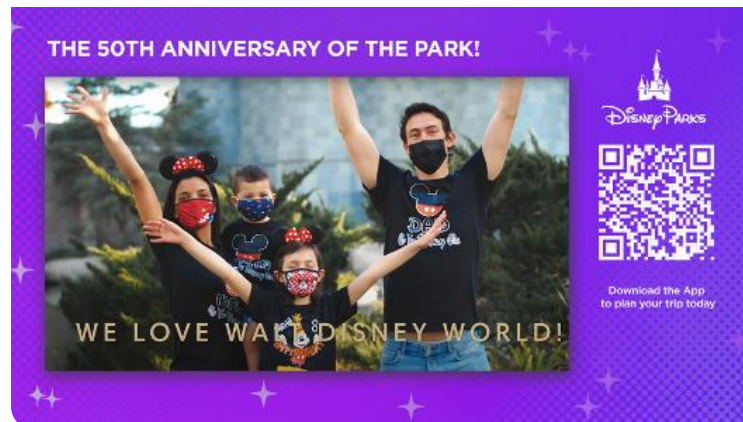 THE 50TH ANNIVERSARY OF THE PARK!
Disney Parks
DAD
WE LOVE WALT DISNEY WORLD!
Download the App
to plan your trip today